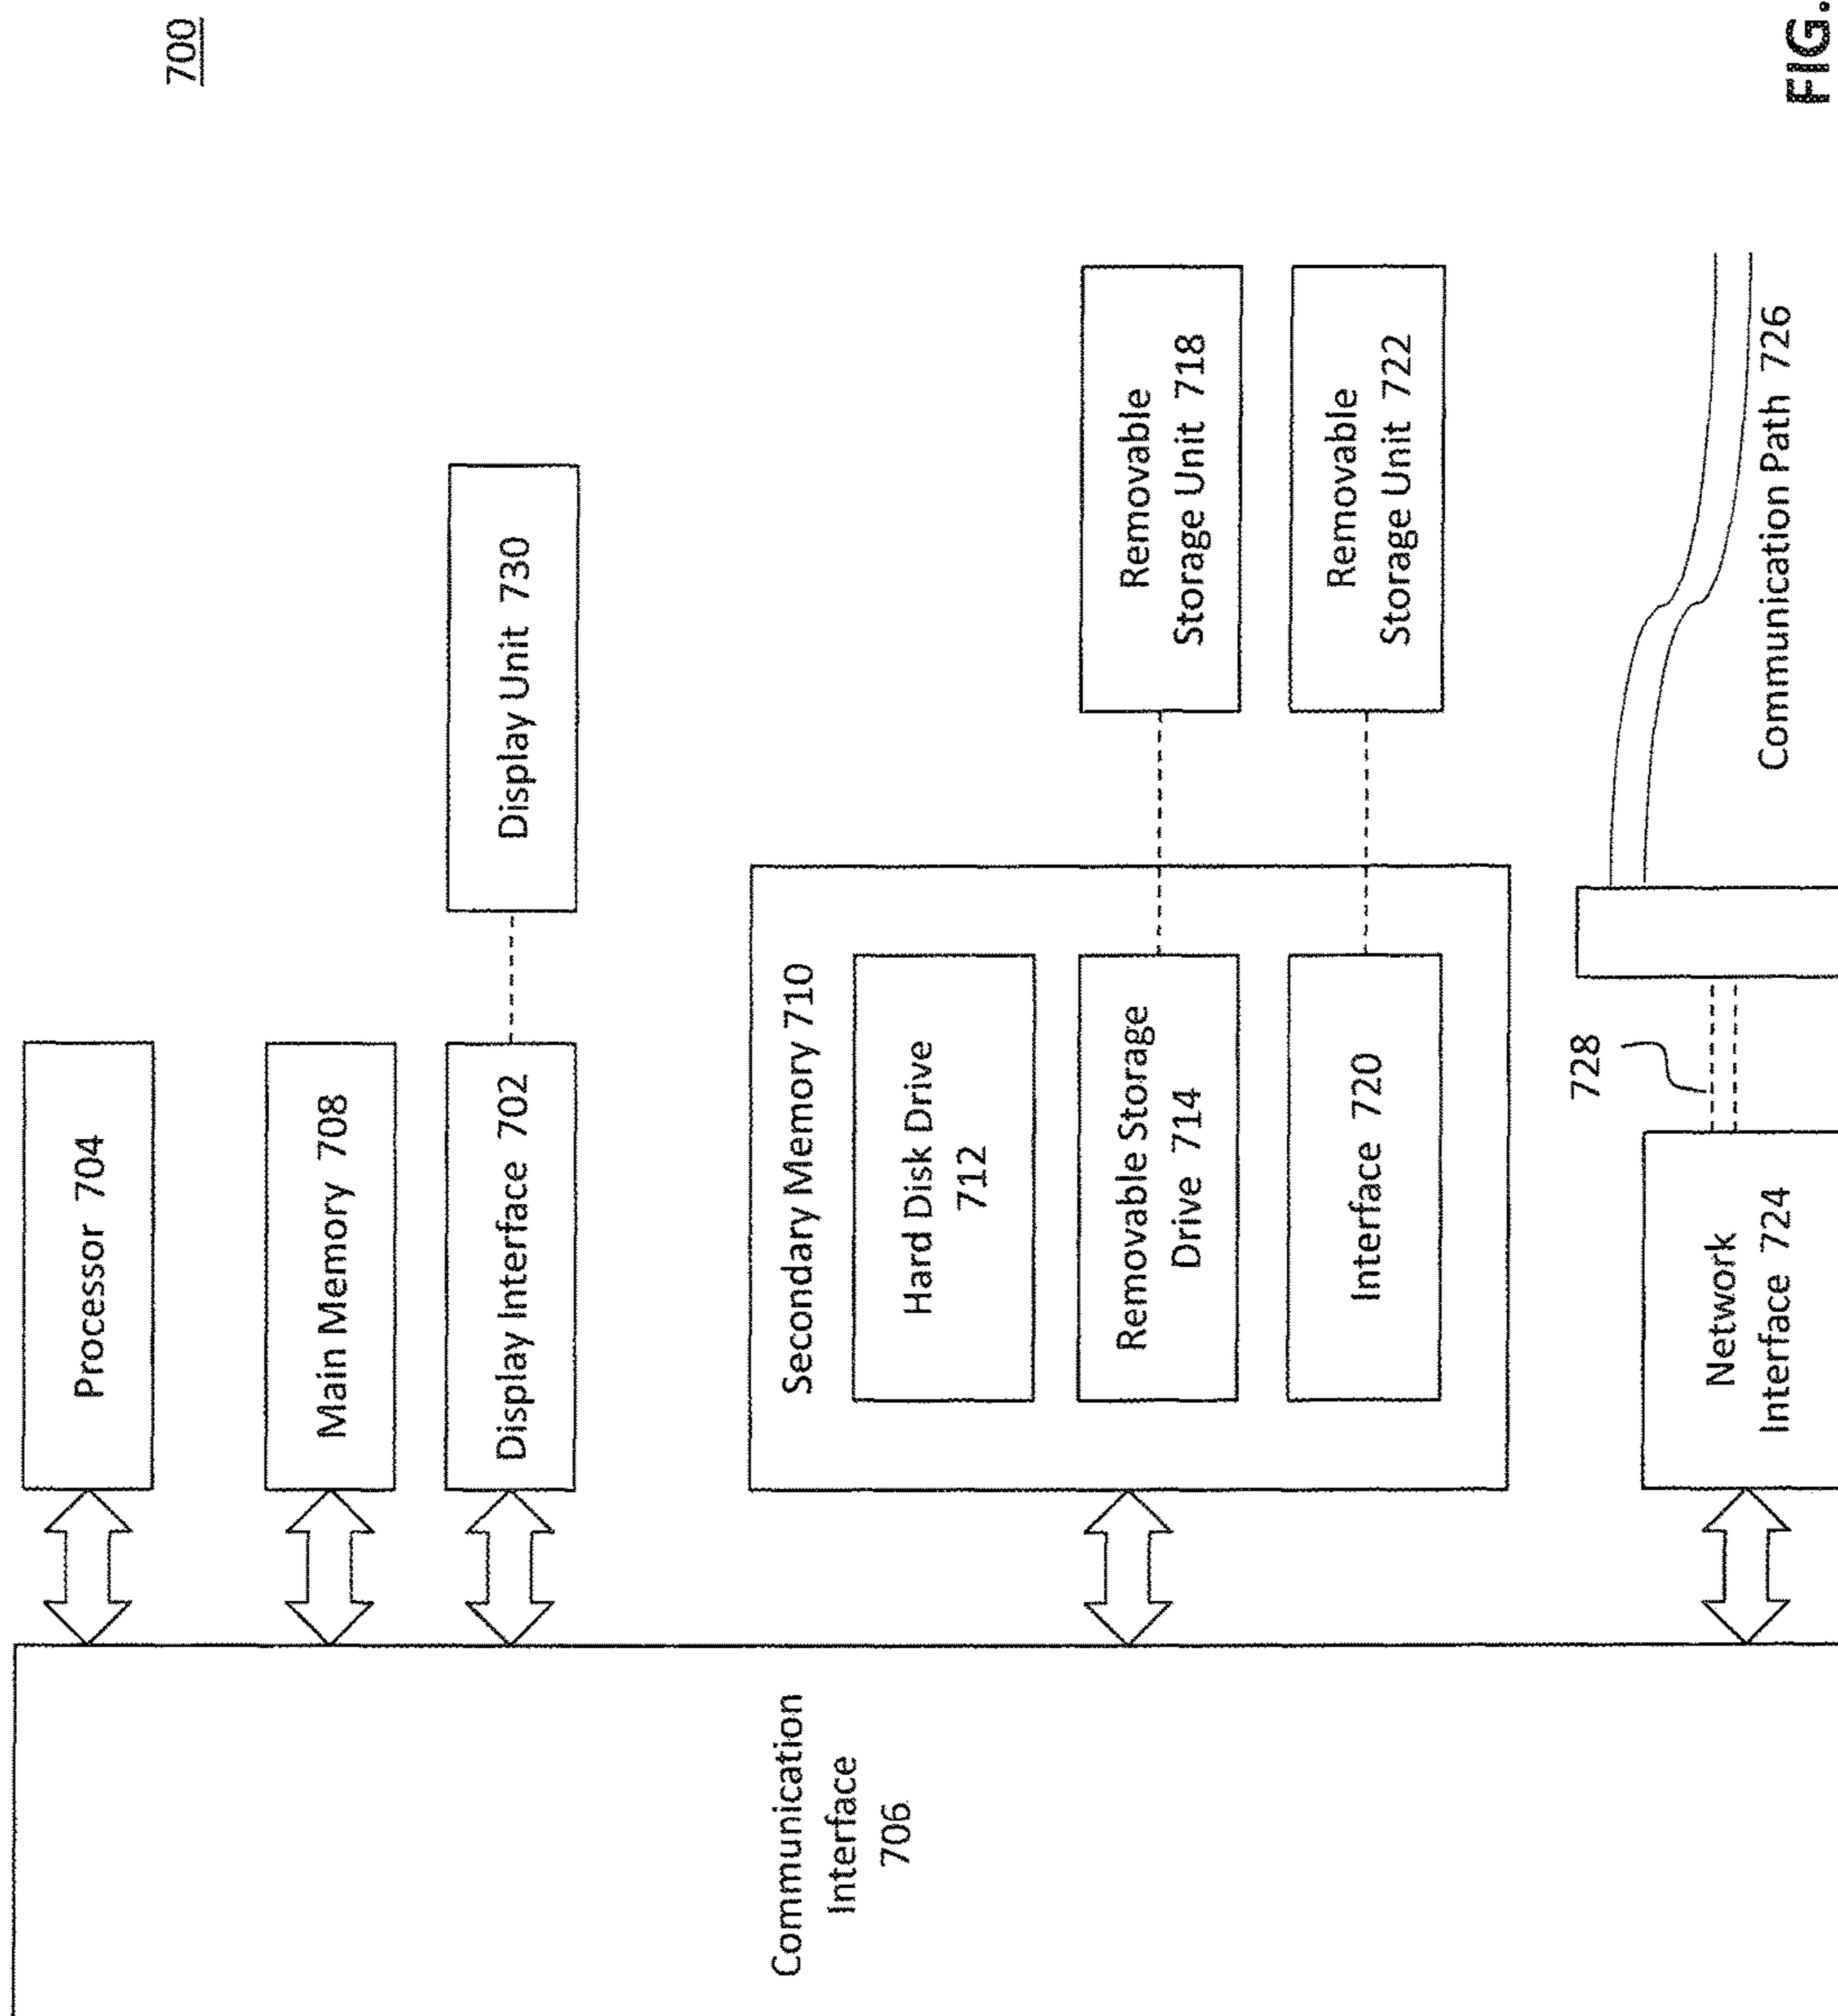 700
Processor 704
Main Memory 708
Display Interface 702
Display Unit 730
Secondary Memory 710
Hard Disk Drive
712
Removable Storage
Drive 714
Removable
Storage Unit 718
Interface 720
Removable
Storage Unit 722
Communication
Interface
706
728
Network
Interface 724
Communication Path 726
FIG.